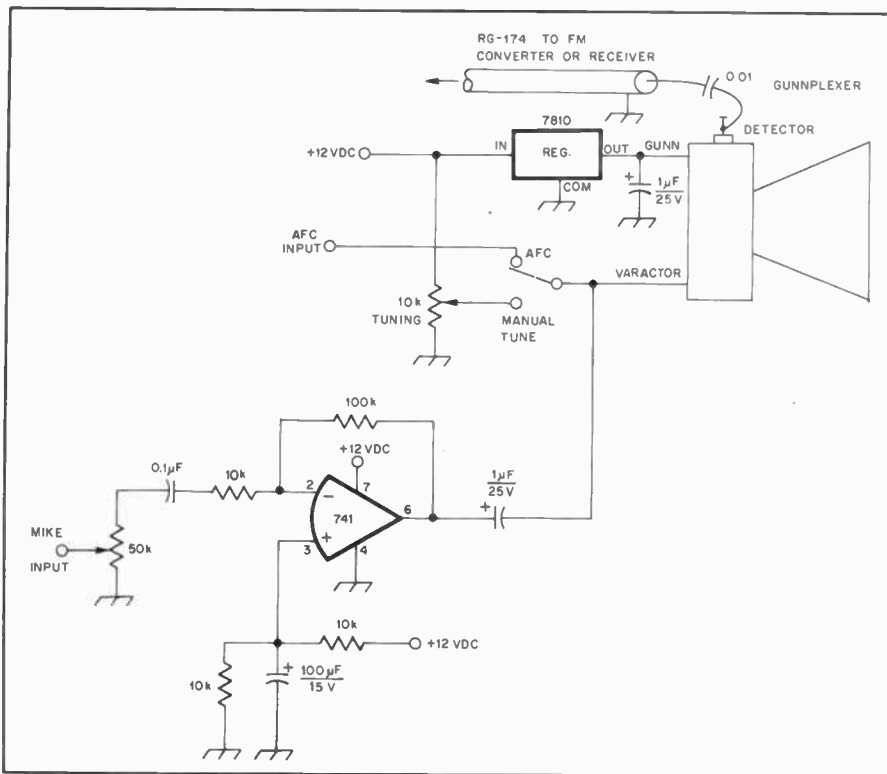 RG-174 TO FM
CONVERTER OR RECEIVER
0.01
GUNNPLEXER
DETECTOR
7810
+12 VDC
IN
REG.
OUT
GUNN
COM
+
1µF
25V
AFC
INPUT
AFC
VARACTOR
10k
TUNING
MANUAL
TUNE
100k
+12 VDC
0.1µF
10k
2
−
7
741
6
1µF
25V
+
3
+
4
MIKE
INPUT
50k
10k
+12 VDC
10k
+
100µF
15V